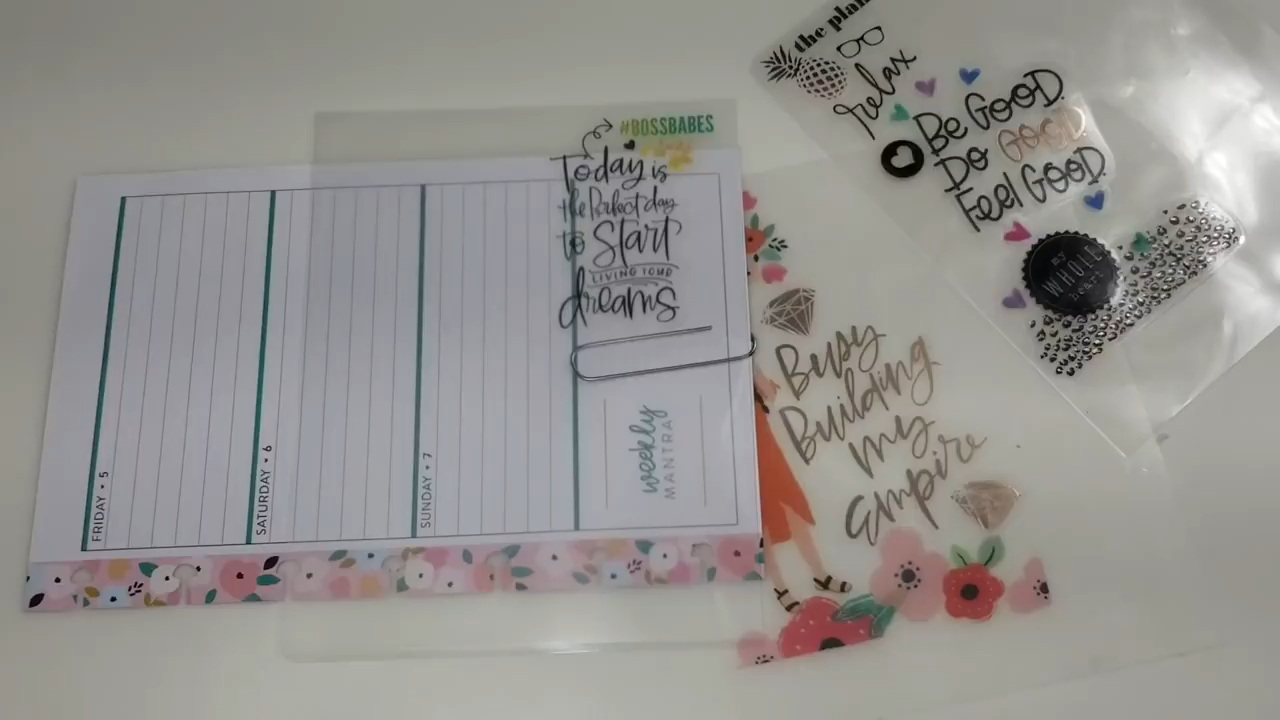 #BOSSBABES
Today is
the Perfect day
to Start
LIVING YOUR
dreams
weekly
MANTRA
FRIDAY • 5
SATURDAY • 6
SUNDAY • 7
Busy
Building
my
Empire
the plan
relax
Be GOOD.
Do GOOD.
Feel GOOD.
my
WHOLE
heart